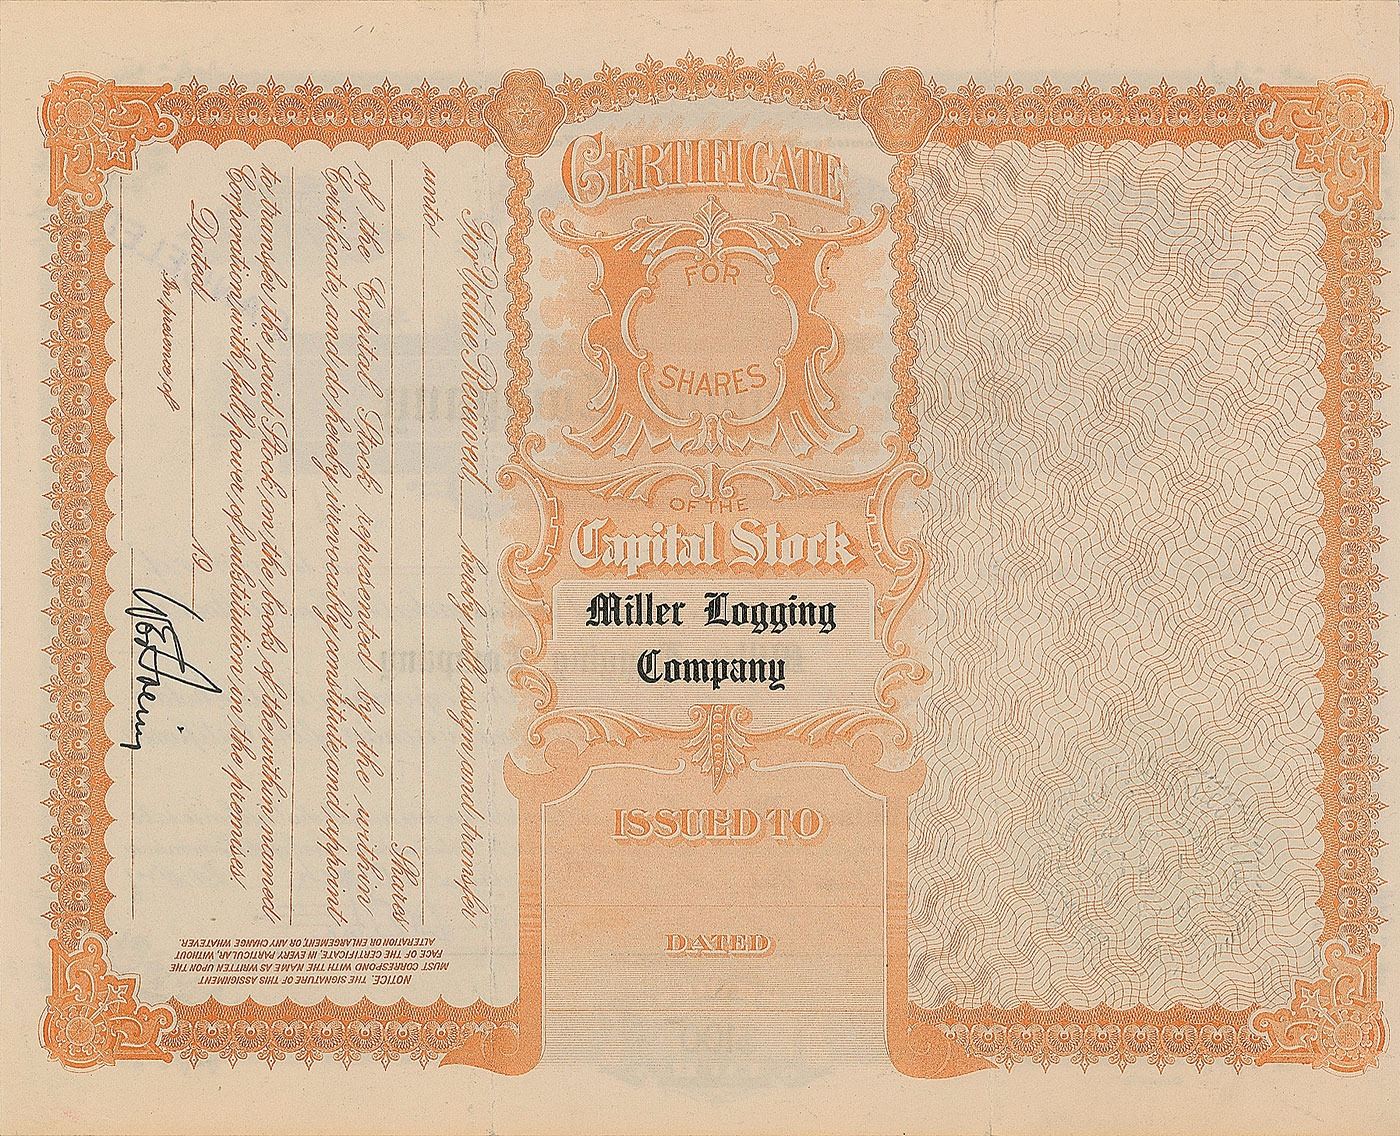 CERTIFICATE
FOR
SHARES
OF THE
Capital Stock
Miller Logging
Company
ISSUED TO
DATED
For Value Received, hereby sell, assign, and transfer
unto
Shares
of the Capital Stock represented by the within
Certificate, and do hereby irrevocably constitute and appoint
to transfer the said Stock on the books of the within named
Corporation with full power of substitution in the premises.
Dated 19
In presence of
NOTICE. THE SIGNATURE OF THIS ASSIGNMENT
MUST CORRESPOND WITH THE NAME AS WRITTEN UPON THE
FACE OF THE CERTIFICATE, IN EVERY PARTICULAR, WITHOUT
ALTERATION OR ENLARGEMENT, OR ANY CHANGE WHATEVER.